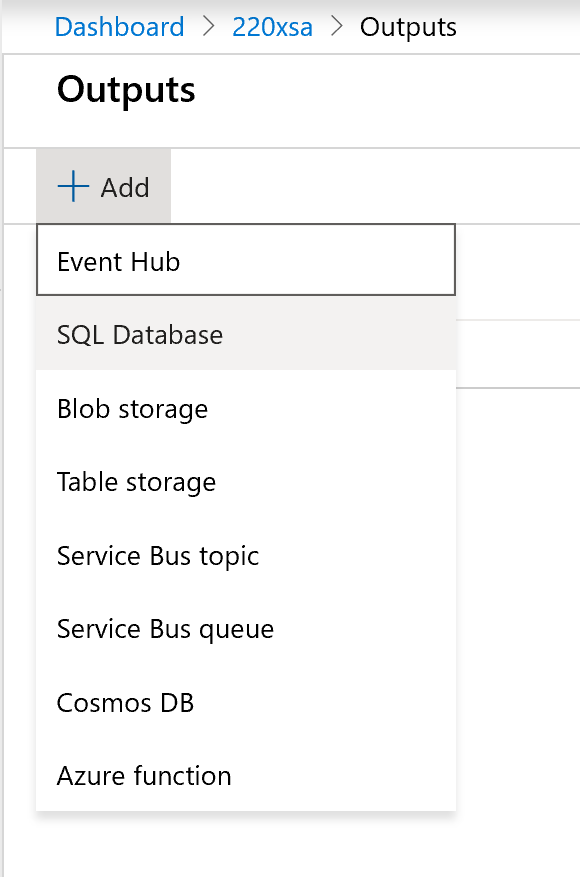 Dashboard > 220xsa > Outputs
Outputs
+ Add
Event Hub
SQL Database
Blob storage
Table storage
Service Bus topic
Service Bus queue
Cosmos DB
Azure function